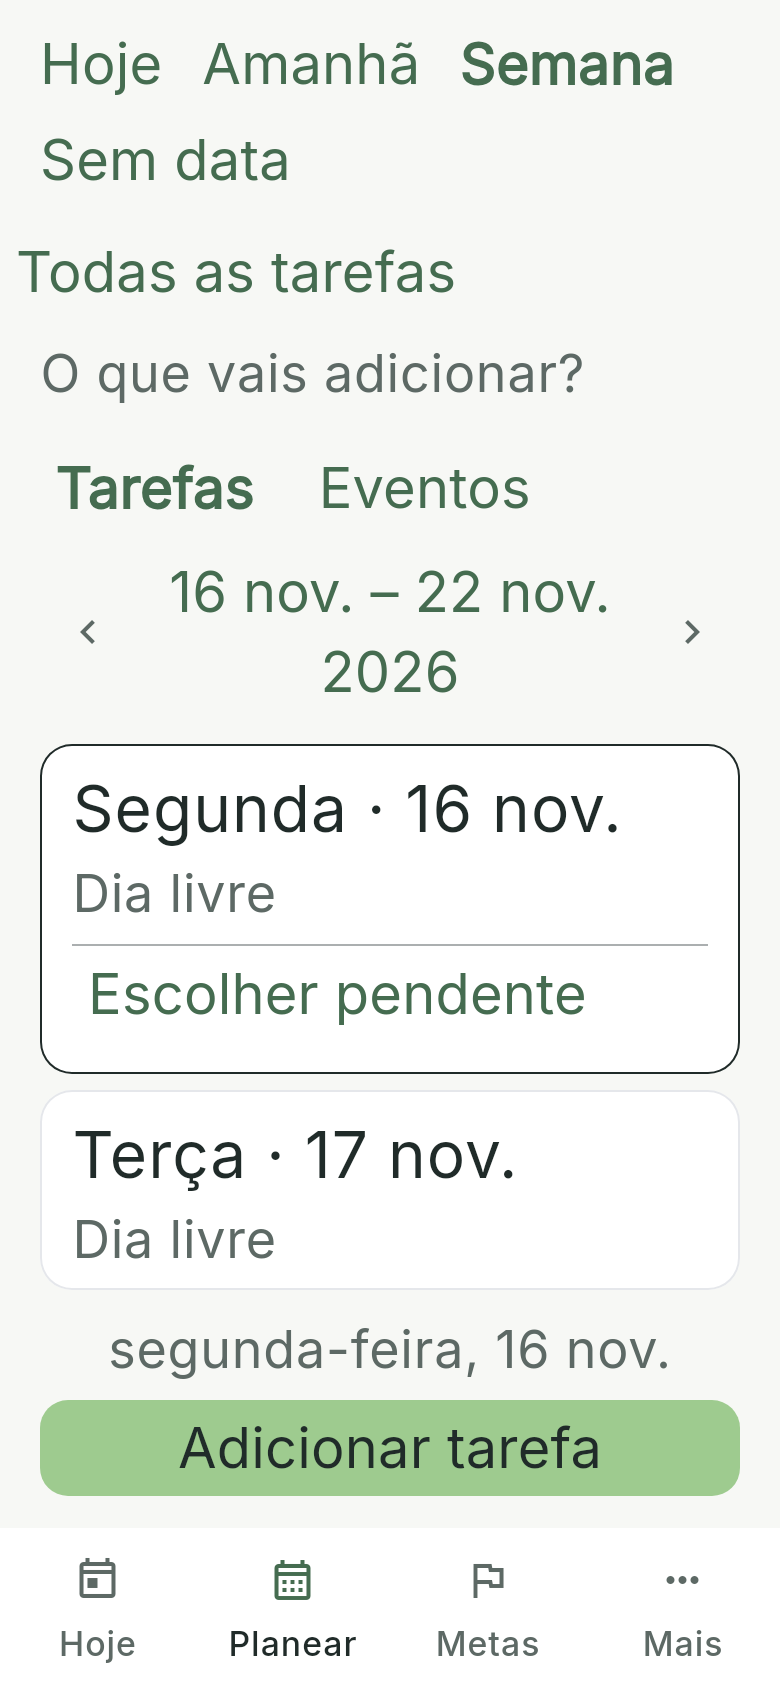 Hoje Amanhã Semana
Sem data
Todas as tarefas
O que vais adicionar?
Tarefas Eventos
16 nov. – 22 nov.
2026
Segunda · 16 nov.
Dia livre
Escolher pendente
Terça · 17 nov.
Dia livre
segunda-feira, 16 nov.
Adicionar tarefa
Hoje Planear Metas Mais